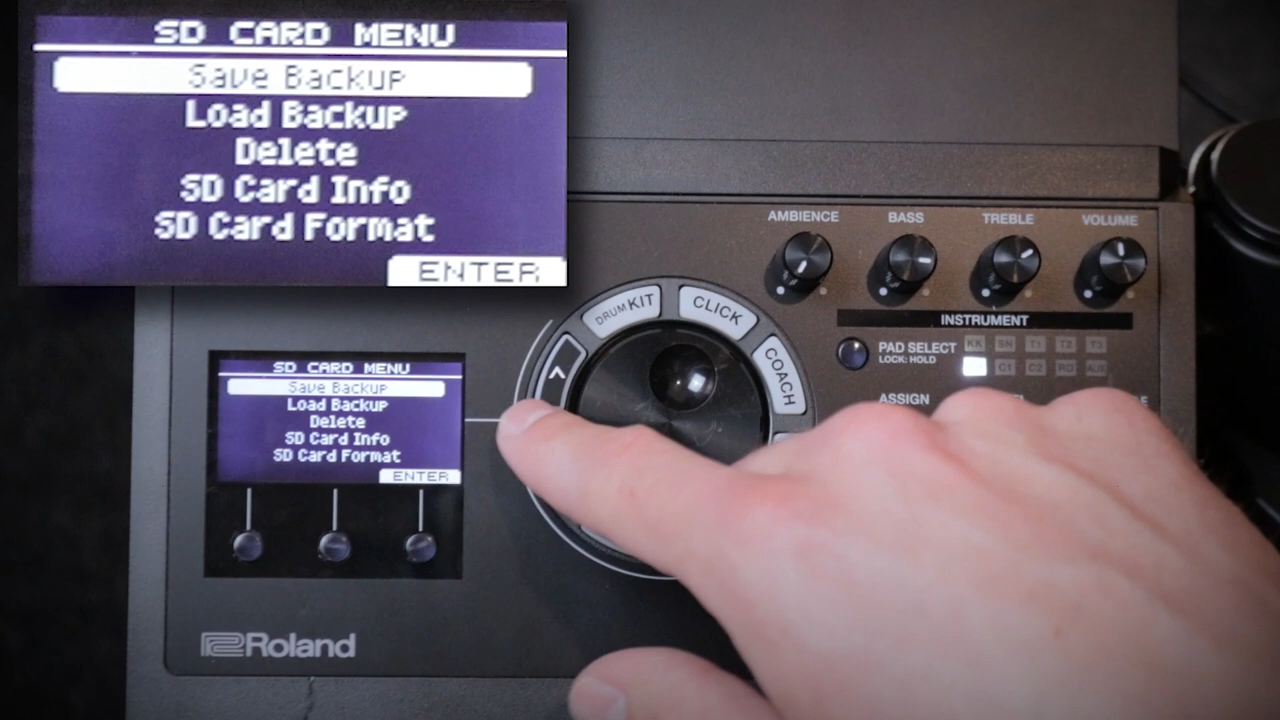 SD CARD MENU
Save Backup
Load Backup
Delete
SD Card Info
SD Card Format
ENTER
AMBIENCE BASS TREBLE VOLUME
INSTRUMENT
DRUM KIT
CLICK
COACH
PAD SELECT
LOCK: HOLD
KK SN T1 T2 T3
C1 C2 RD AUX
ASSIGN
SD CARD MENU
Save Backup
Load Backup
Delete
SD Card Info
SD Card Format
ENTER
Roland